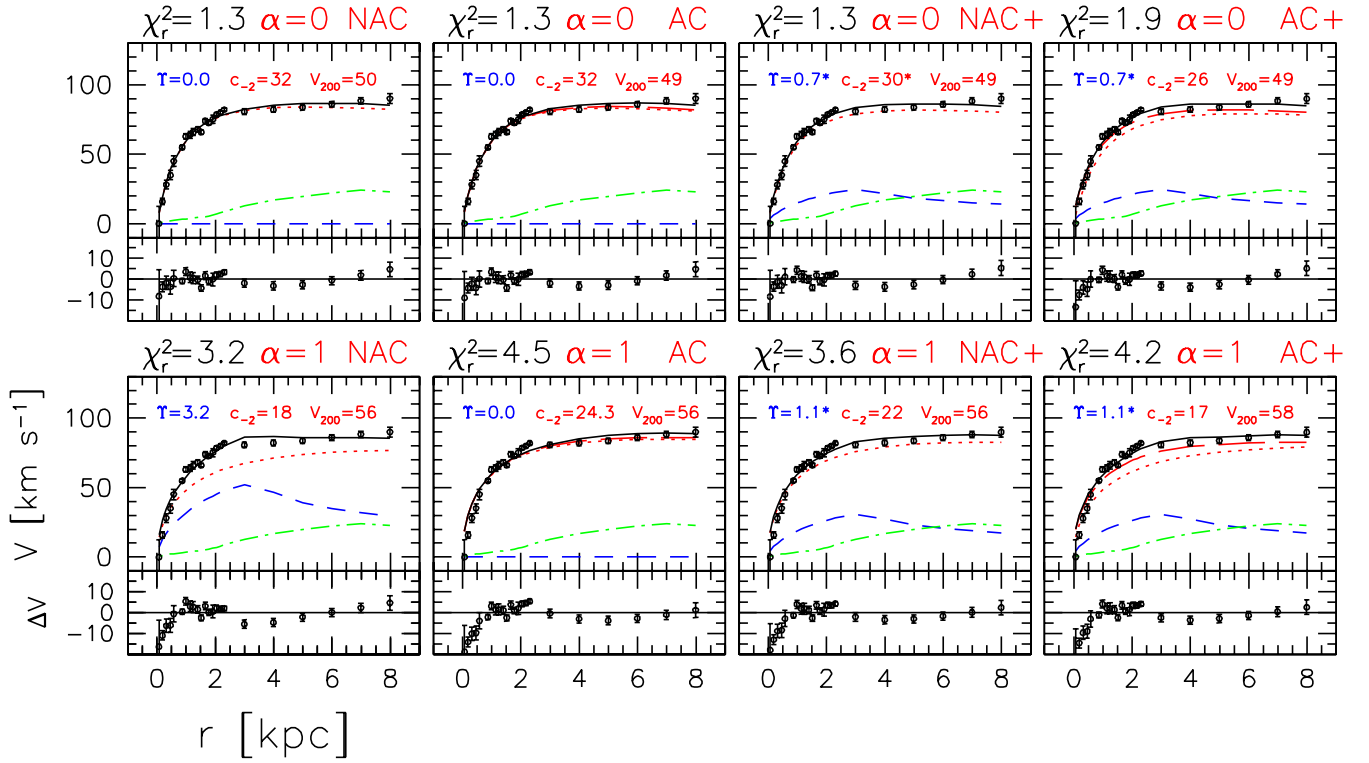 χ²ᵣ=1.3 α=0 NAC
χ²ᵣ=1.3 α=0 AC
χ²ᵣ=1.3 α=0 NAC+
χ²ᵣ=1.9 α=0 AC+
ϒ=0.0 c₋₂=32 V₂₀₀=50
ϒ=0.0 c₋₂=32 V₂₀₀=49
ϒ=0.7* c₋₂=30* V₂₀₀=49
ϒ=0.7* c₋₂=26 V₂₀₀=49
100
50
0
10
0
−10
χ²ᵣ=3.2 α=1 NAC
χ²ᵣ=4.5 α=1 AC
χ²ᵣ=3.6 α=1 NAC+
χ²ᵣ=4.2 α=1 AC+
ϒ=3.2 c₋₂=18 V₂₀₀=56
ϒ=0.0 c₋₂=24.3 V₂₀₀=56
ϒ=1.1* c₋₂=22 V₂₀₀=56
ϒ=1.1* c₋₂=17 V₂₀₀=58
100
50
0
10
0
−10
V [km s⁻¹]
ΔV
0 2 4 6 8
0 2 4 6 8
0 2 4 6 8
0 2 4 6 8
r [kpc]